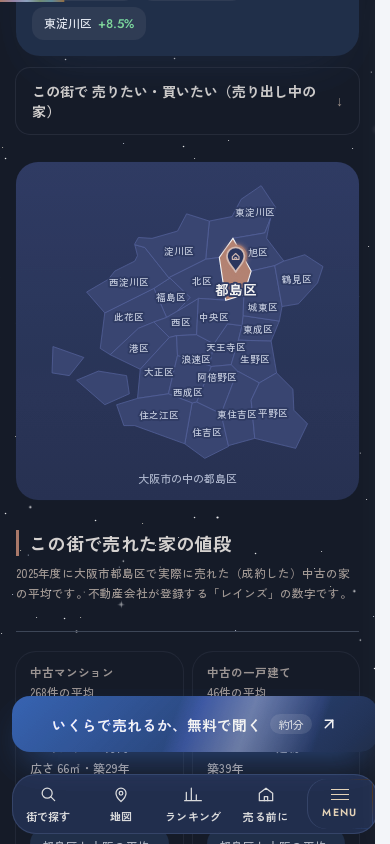 東淀川区 +8.5%
この街で 売りたい・買いたい（売り出し中の
家） ↓
東淀川区
淀川区
旭区
西淀川区
北区
鶴見区
都島区
福島区
城東区
此花区
西区
中央区
東成区
港区
天王寺区
浪速区
生野区
大正区
阿倍野区
西成区
住之江区
東住吉区
平野区
住吉区
大阪市の中の都島区
この街で売れた家の値段
2025年度に大阪市都島区で実際に売れた（成約した）中古の家
の平均です。不動産会社が登録する「レインズ」の数字です。*
中古マンション
268件の平均
中古の一戸建て
46件の平均
いくらで売れるか、無料で聞く 約1分
広さ 66㎡・築29年
築39年
街で探す
地図
ランキング
売る前に
MENU